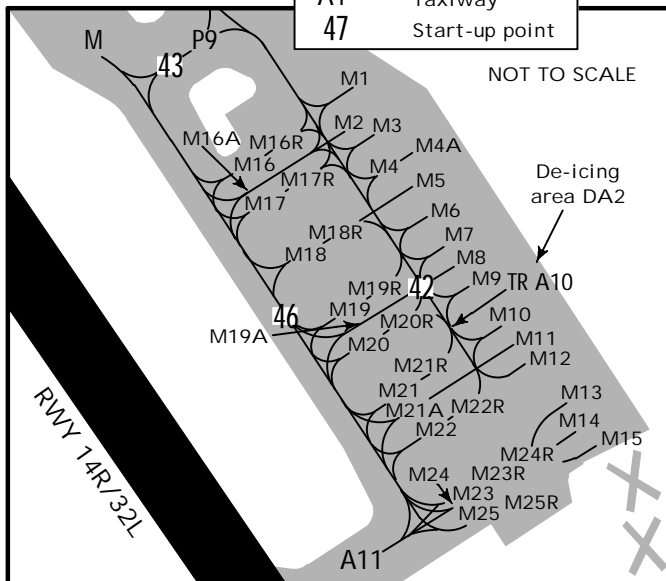 A1 Taxiway
47 Start-up point
NOT TO SCALE
M
P9
43
M1
M2
M3
M16A
M16R
M4
M4A
M16
M17R
M5
De-icing
area DA2
M17
M6
M18R
M7
M18
M8
M19R
42
M9
TR A10
46
M19
M20R
M10
M19A
M20
M11
M21R
M12
M21
M13
M21A
M22R
M14
M22
M15
M24R
RWY 14R/32L
M24
M23R
M23
M25R
M25
A11